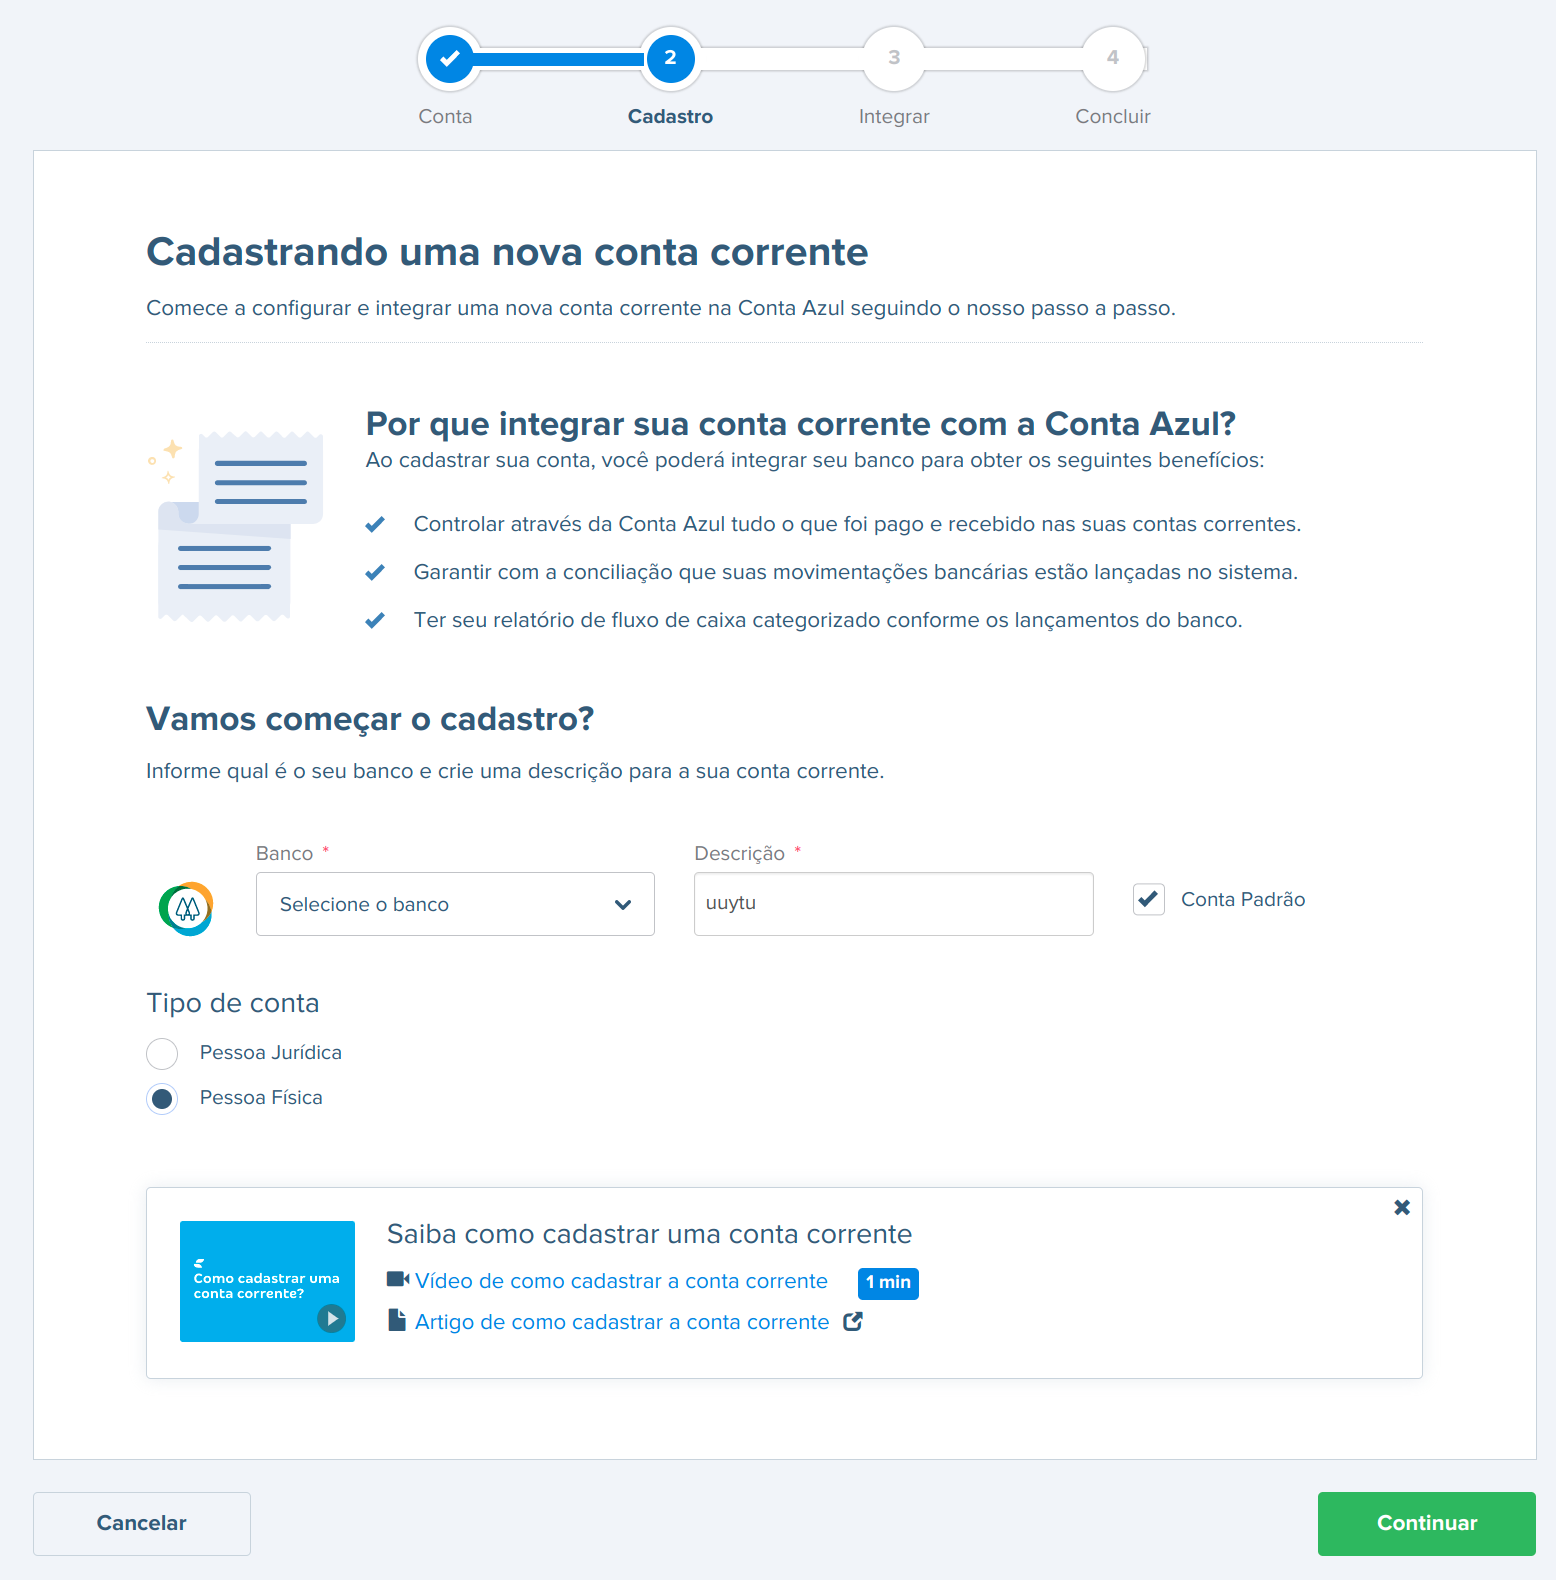 2
3
4
Conta
Cadastro
Integrar
Concluir
Cadastrando uma nova conta corrente
Comece a configurar e integrar uma nova conta corrente na Conta Azul seguindo o nosso passo a passo.
Por que integrar sua conta corrente com a Conta Azul?
Ao cadastrar sua conta, você poderá integrar seu banco para obter os seguintes benefícios:
Controlar através da Conta Azul tudo o que foi pago e recebido nas suas contas correntes.
Garantir com a conciliação que suas movimentações bancárias estão lançadas no sistema.
Ter seu relatório de fluxo de caixa categorizado conforme os lançamentos do banco.
Vamos começar o cadastro?
Informe qual é o seu banco e crie uma descrição para a sua conta corrente.
Banco *
Descrição *
Selecione o banco
uuytu
Conta Padrão
Tipo de conta
Pessoa Jurídica
Pessoa Física
Como cadastrar uma
conta corrente?
Saiba como cadastrar uma conta corrente
Vídeo de como cadastrar a conta corrente 1 min
Artigo de como cadastrar a conta corrente
Cancelar
Continuar